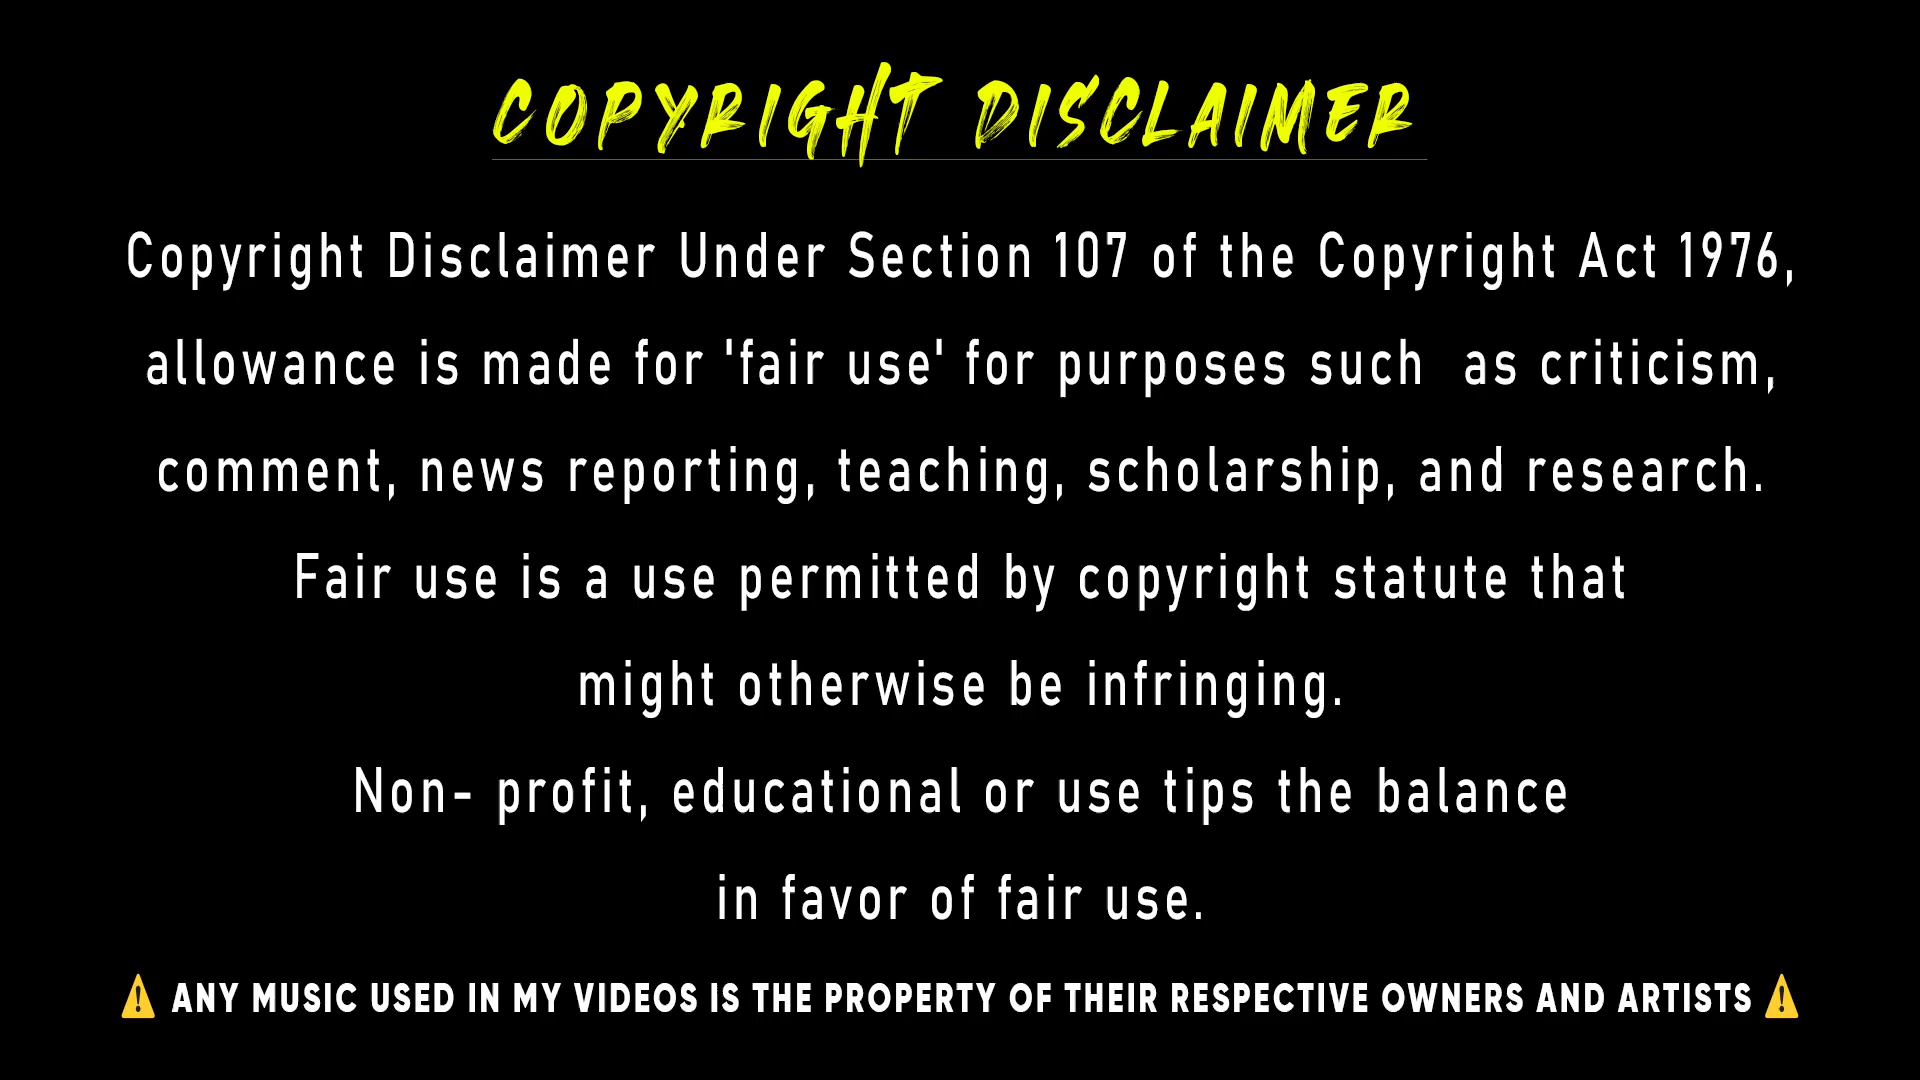 COPYRIGHT DISCLAIMER
Copyright Disclaimer Under Section 107 of the Copyright Act 1976,
allowance is made for 'fair use' for purposes such  as criticism,
comment, news reporting, teaching, scholarship, and research.
Fair use is a use permitted by copyright statute that
might otherwise be infringing.
Non- profit, educational or use tips the balance
in favor of fair use.
⚠ ANY MUSIC USED IN MY VIDEOS IS THE PROPERTY OF THEIR RESPECTIVE OWNERS AND ARTISTS ⚠